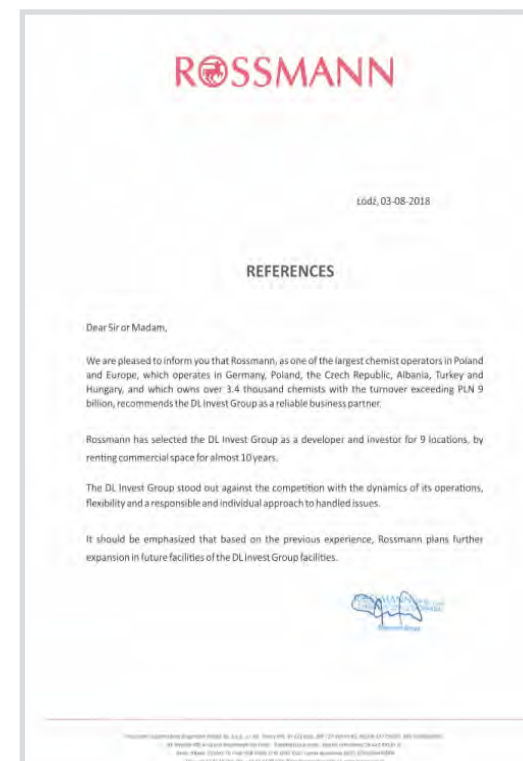 ROSSMANN
Łódź, 03-08-2018
REFERENCES
Dear Sir or Madam,
We are pleased to inform you that Rossmann, as one of the largest chemist operators in Poland
and Europe, which operates in Germany, Poland, the Czech Republic, Albania, Turkey and
Hungary, and which owns over 3.4 thousand chemists with the turnover exceeding PLN 9
billion, recommends the DL Invest Group as a reliable business partner.
Rossmann has selected the DL Invest Group as a developer and investor for 9 locations, by
renting commercial space for almost 10 years.
The DL Invest Group stood out against the competition with the dynamics of its operations,
flexibility and a responsible and individual approach to handled issues.
It should be emphasized that based on the previous experience, Rossmann plans further
expansion in future facilities of the DL Invest Group facilities.